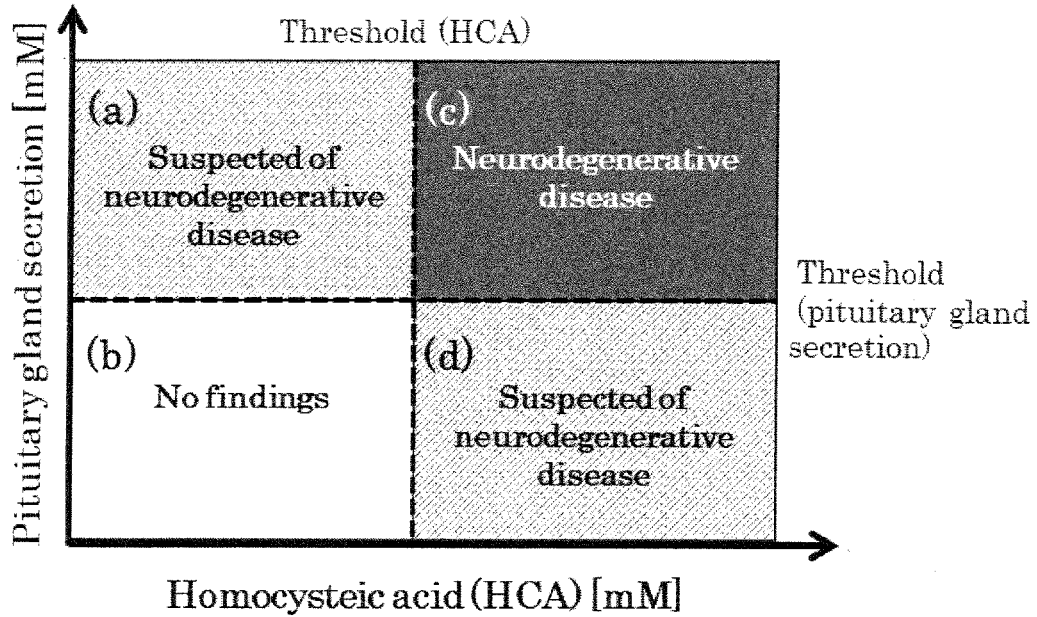 Threshold (HCA)
Pituitary gland secretion [mM]
(a)
Suspected of
neurodegenerative
disease
(c)
Neurodegenerative
disease
Threshold
(pituitary gland
secretion)
(b)
No findings
(d)
Suspected of
neurodegenerative
disease
Homocysteic acid (HCA) [mM]